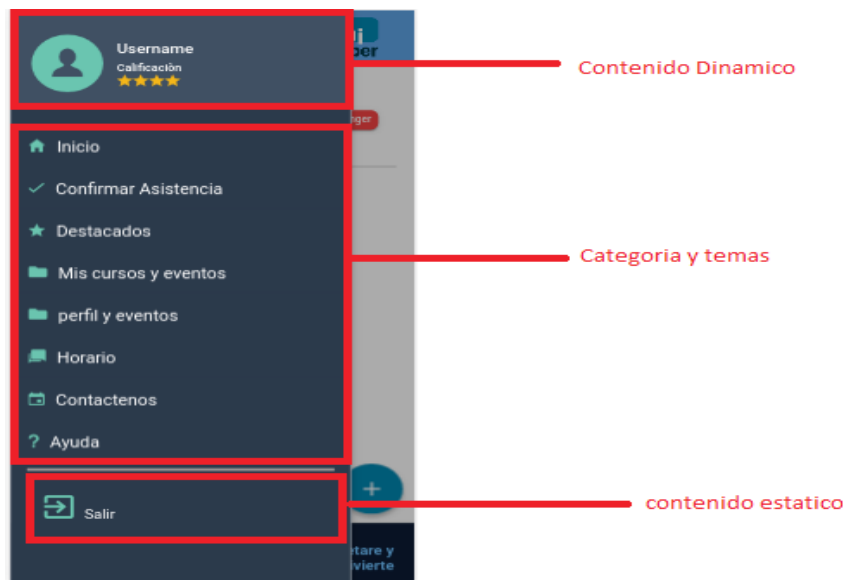 Username
Calificaciòn
Contenido Dinamico
Inicio
Confirmar Asistencia
Destacados
Mis cursos y eventos
Categoria y temas
perfil y eventos
Horario
Contactenos
? Ayuda
+
Salir
contenido estatico